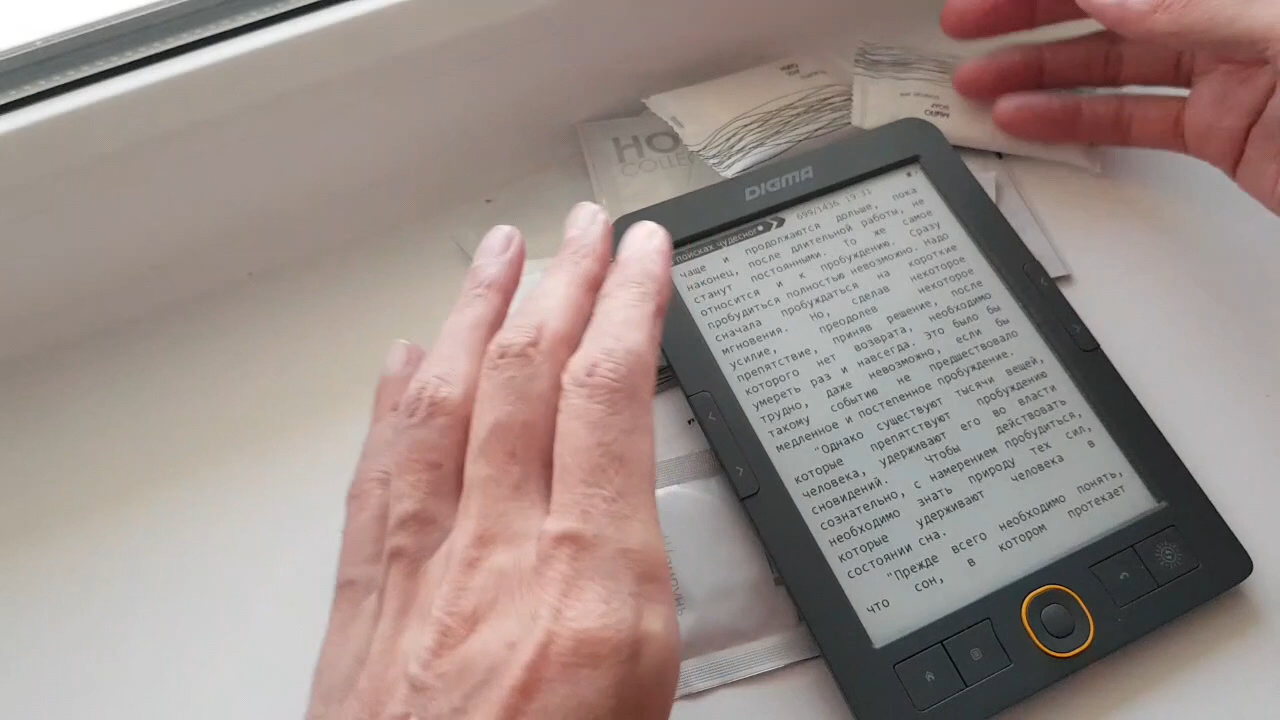 HO
COLLE
DIGMA
поисках чудесног
699/1436 19:31
чаще и продолжаются дольше, пока
наконец, после длительной работы, не
станут постоянными. То же самое
относится и к пробуждению. Сразу
пробудиться полностью невозможно. Надо
сначала пробуждаться на короткие
мгновения. Но, сделав некоторое
усилие, преодолев некоторое
препятствие, приняв решение, после
которого нет возврата, необходимо
умереть раз и навсегда. Это было бы
трудно, даже невозможно, если бы
такому событию не предшествовало
медленное и постепенное пробуждение.
"Однако существуют тысячи вещей,
которые препятствуют пробуждению
человека, удерживают его во власти
сновидений. Чтобы действовать
сознательно, с намерением пробудиться,
необходимо знать природу тех сил,
которые удерживают человека в
состоянии сна.
"Прежде всего необходимо понять,
что сон, в котором протекает